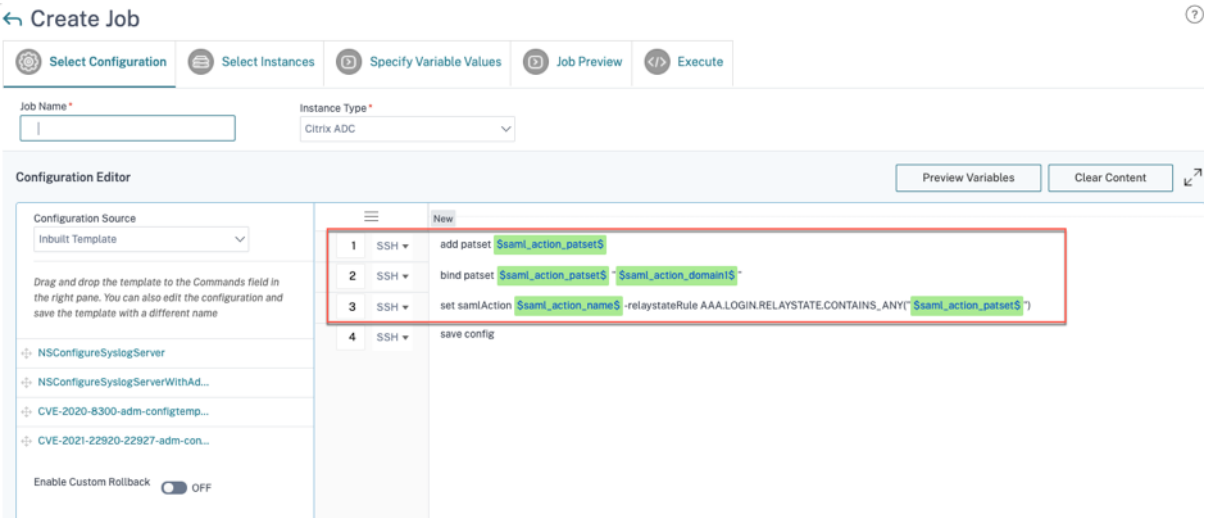 Create Job
?
Select Configuration
Select Instances
Specify Variable Values
Job Preview
Execute
Job Name*
Instance Type*
Citrix ADC
Configuration Editor
Preview Variables
Clear Content
Configuration Source
Inbuilt Template
Drag and drop the template to the Commands field in
the right pane. You can also edit the configuration and
save the template with a different name
NSConfigureSyslogServer
NSConfigureSyslogServerWithAd...
CVE-2020-8300-adm-configtemp...
CVE-2021-22920-22927-adm-con...
Enable Custom Rollback OFF
New
1 SSH add patset $saml_action_patset$
2 SSH bind patset $saml_action_patset$ "$saml_action_domain1$"
3 SSH set samlAction $saml_action_name$ -relaystateRule AAA.LOGIN.RELAYSTATE.CONTAINS_ANY("$saml_action_patset$")
4 SSH save config